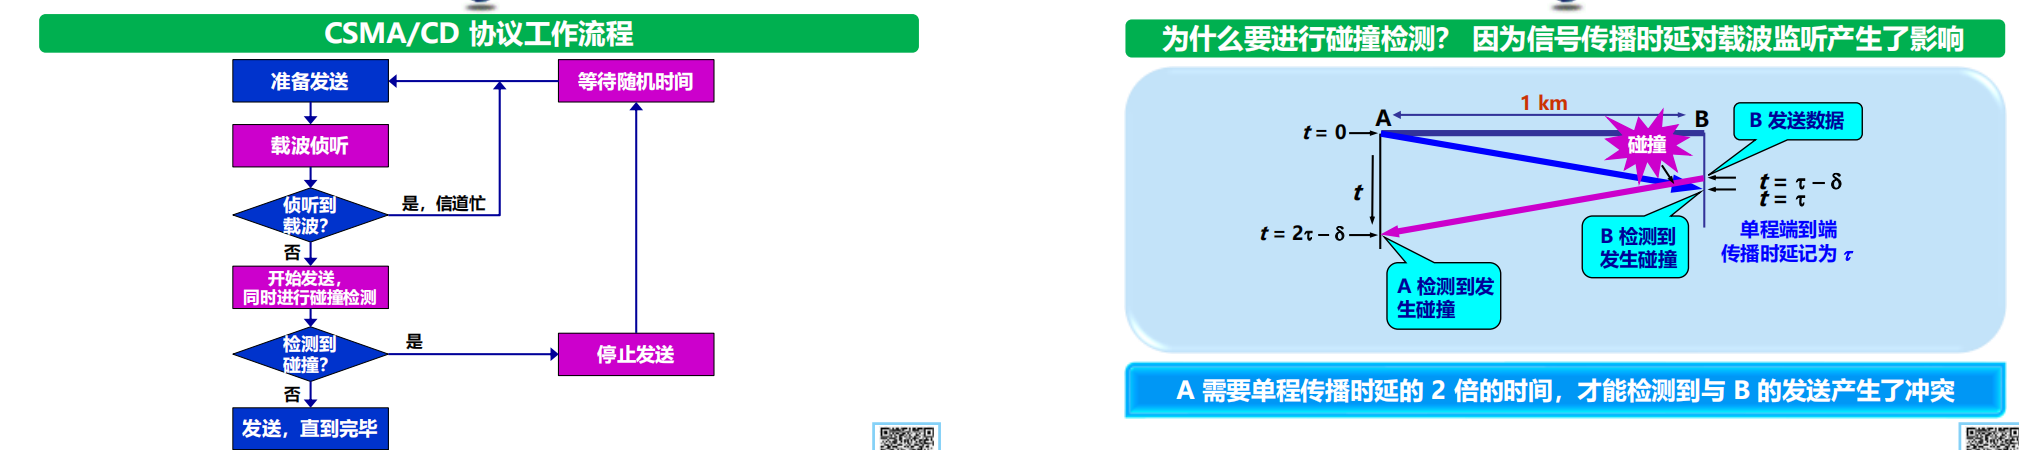 CSMA/CD 协议工作流程
准备发送
等待随机时间
载波侦听
侦听到
载波?
是，信道忙
否
开始发送，
同时进行碰撞检测
检测到
碰撞?
是
停止发送
否
发送，直到完毕
为什么要进行碰撞检测? 因为信号传播时延对载波监听产生了影响
1 km
A
B
B 发送数据
t = 0
碰撞
t
t = τ – δ
t = τ
t = 2τ – δ
B 检测到
发生碰撞
单程端到端
传播时延记为 τ
A 检测到发
生碰撞
A 需要单程传播时延的 2 倍的时间，才能检测到与 B 的发送产生了冲突